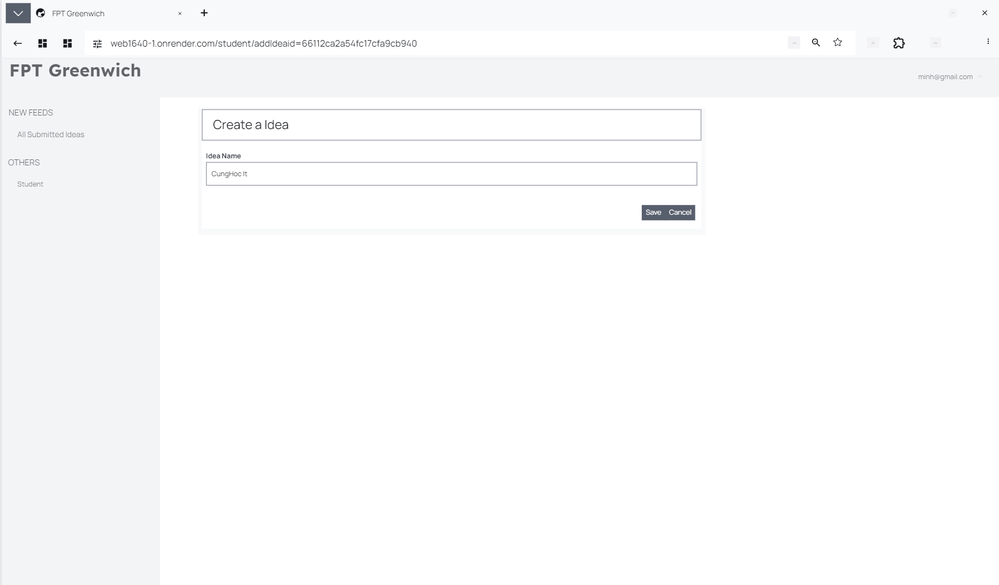 FPT Greenwich
web1640-1.onrender.com/student/addIdeaid=66112ca2a54fc17cfa9cb940
FPT Greenwich
minh@gmail.com
NEW FEEDS
All Submitted Ideas
OTHERS
Student
Create a Idea
Idea Name
CungHoc It
Save Cancel